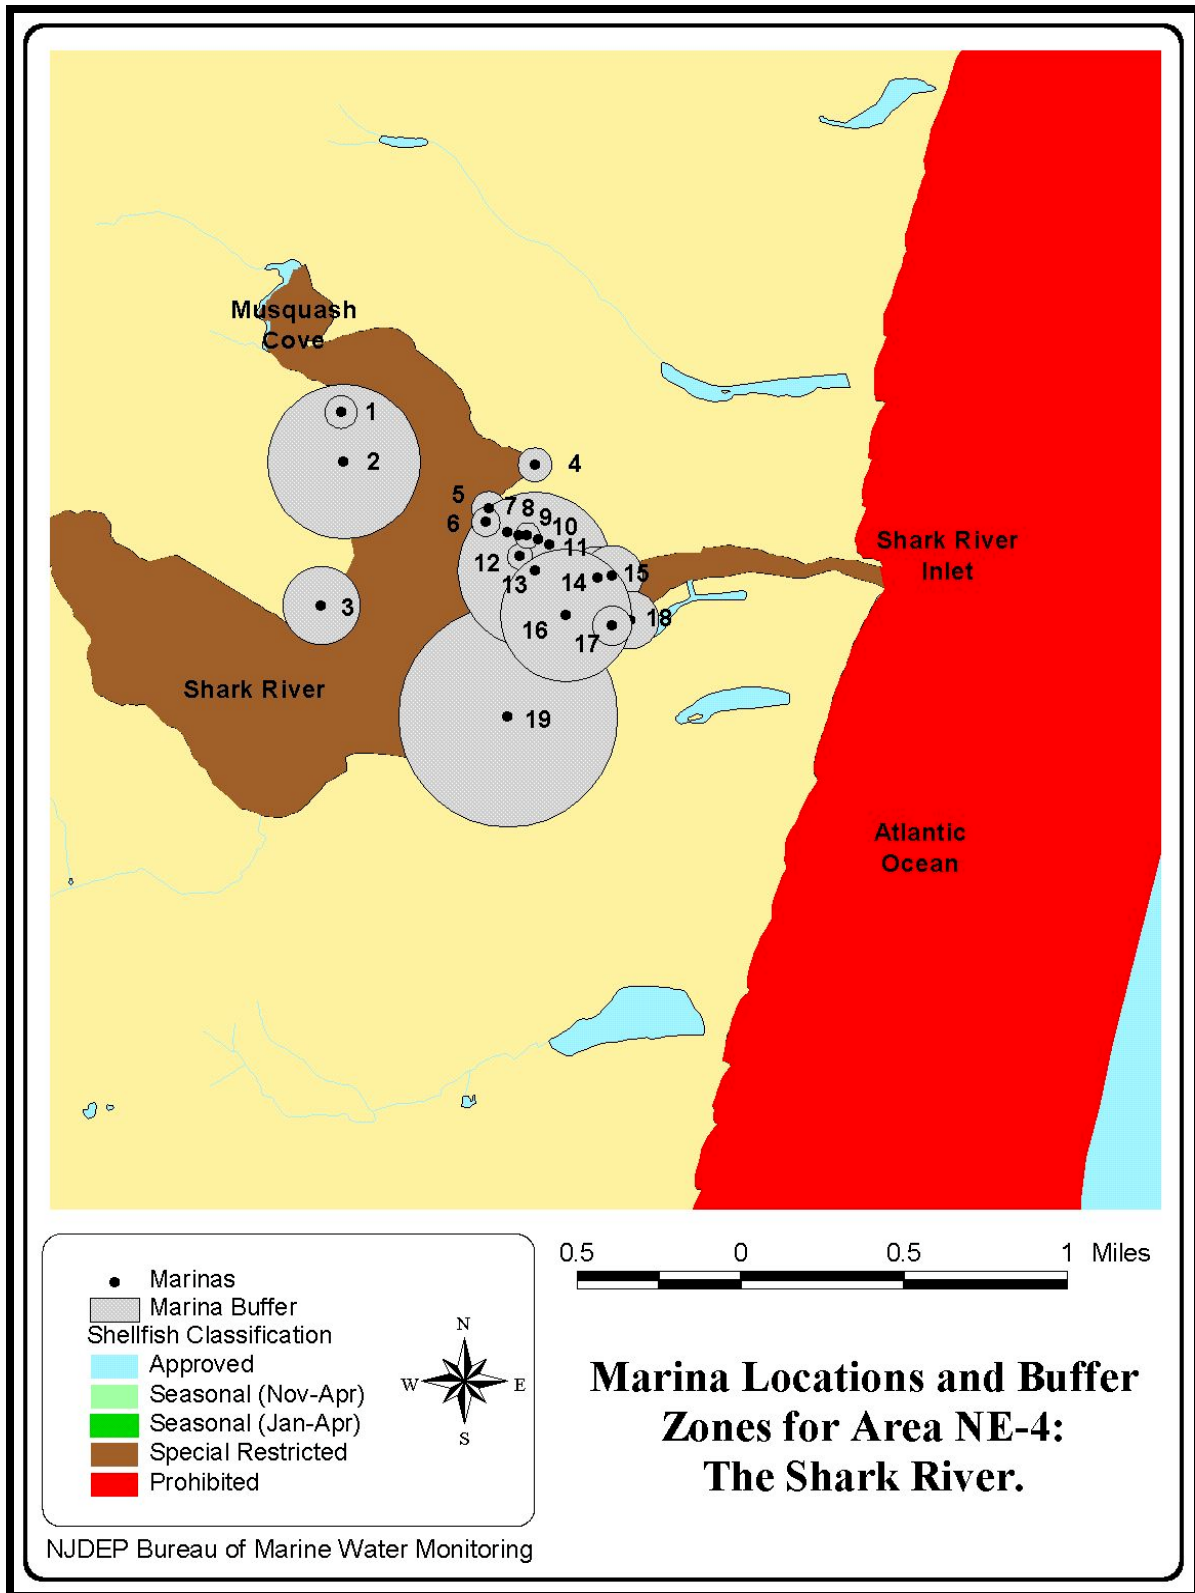 Musquash
Cove
1
2
4
5
7
8
6
9
10
11
12
13
14
15
3
16
17
18
Shark River
Inlet
Shark River
19
Atlantic
Ocean
0.5 0 0.5 1 Miles
Marinas
Marina Buffer
Shellfish Classification
Approved
Seasonal (Nov-Apr)
Seasonal (Jan-Apr)
Special Restricted
Prohibited
N
W E
S
Marina Locations and Buffer
Zones for Area NE-4:
The Shark River.
NJDEP Bureau of Marine Water Monitoring